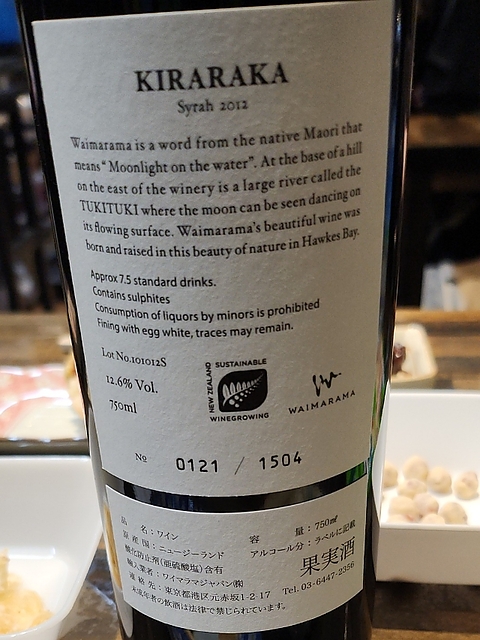 KIRARAKA
Syrah 2012
Waimarama is a word from the native Maori that
means "Moonlight on the water". At the base of a hill
on the east of the winery is a large river called the
TUKITUKI where the moon can be seen dancing on
its flowing surface. Waimarama's beautiful wine was
born and raised in this beauty of nature in Hawkes Bay.
Approx 7.5 standard drinks.
Contains sulphites
Consumption of liquors by minors is prohibited
Fining with egg white, traces may remain.
Lot No.101012S
12.6% Vol.
750ml
NEW ZEALAND
SUSTAINABLE
WINEGROWING
WAIMARAMA
No 0121 / 1504
品 名：ワイン
原産国：ニュージーランド
酸化防止剤(亜硫酸塩)含有
輸入業者：ワイマラマジャパン㈱
連絡先：東京都港区元赤坂1-2-17 Tel.03-6447-2356
未成年者の飲酒は法律で禁じられています。
容 量：750㎖
アルコール分：ラベルに記載
果実酒